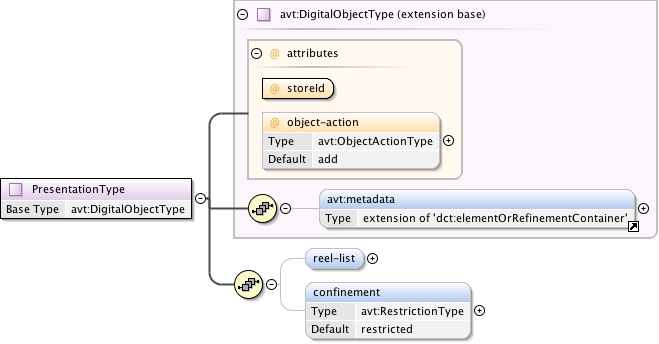 avt:DigitalObjectType (extension base)
@ attributes
@ storeId
@ object-action
Type avt:ObjectActionType
Default add
PresentationType
Base Type avt:DigitalObjectType
avt:metadata
Type extension of 'dct:elementOrRefinementContainer'
reel-list
confinement
Type avt:RestrictionType
Default restricted